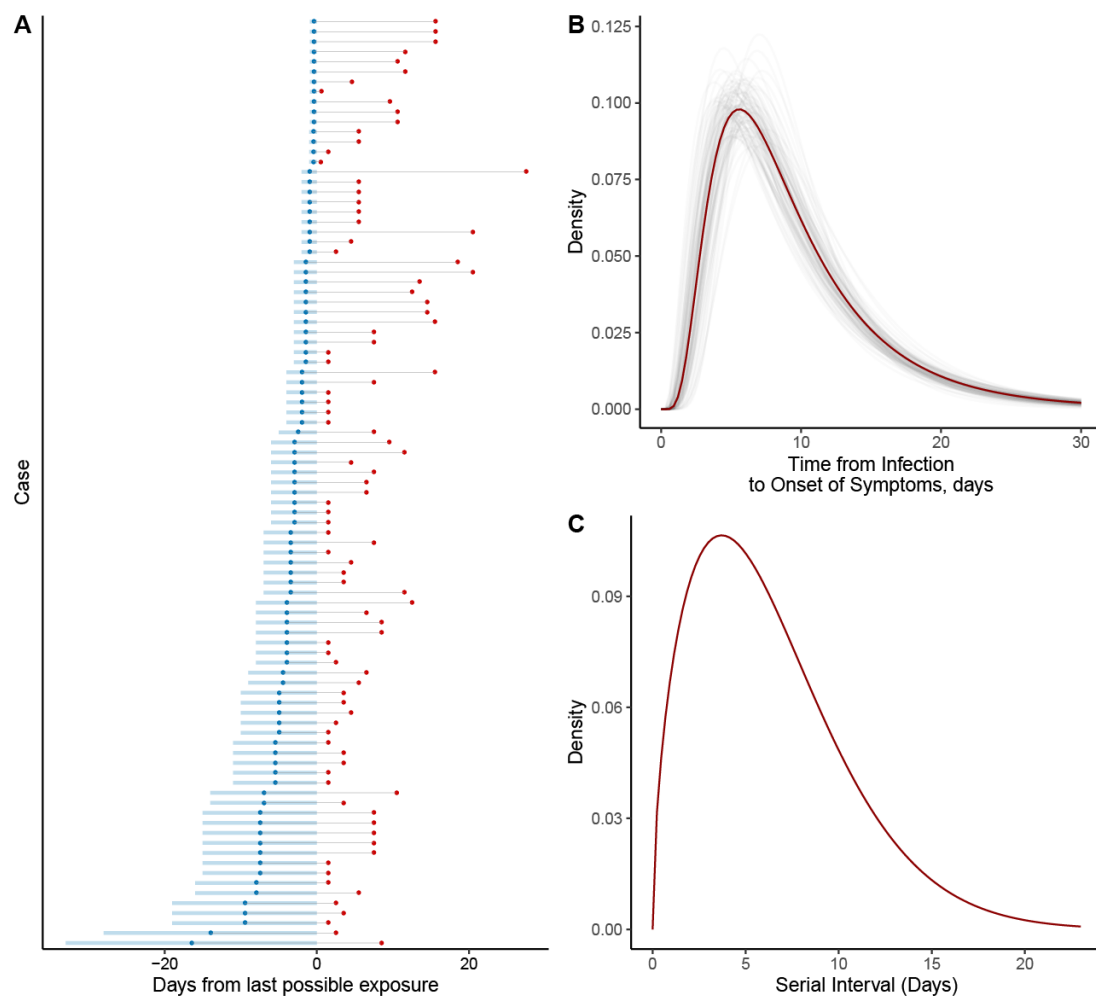 A
Case
−20
0
20
Days from last possible exposure
B
Density
0.125
0.100
0.075
0.050
0.025
0.000
0
10
20
30
Time from Infection
to Onset of Symptoms, days
C
Density
0.09
0.06
0.03
0.00
0
5
10
15
20
Serial Interval (Days)